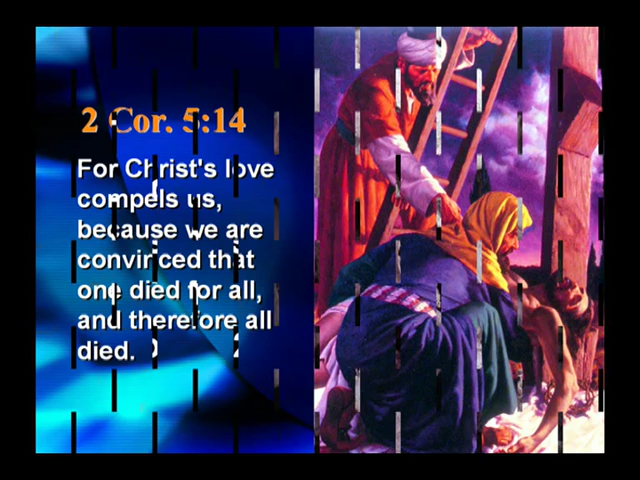 2 Cor. 5:14
For Christ's love
compels us,
because we are
convinced that
one died for all,
and therefore all
died.